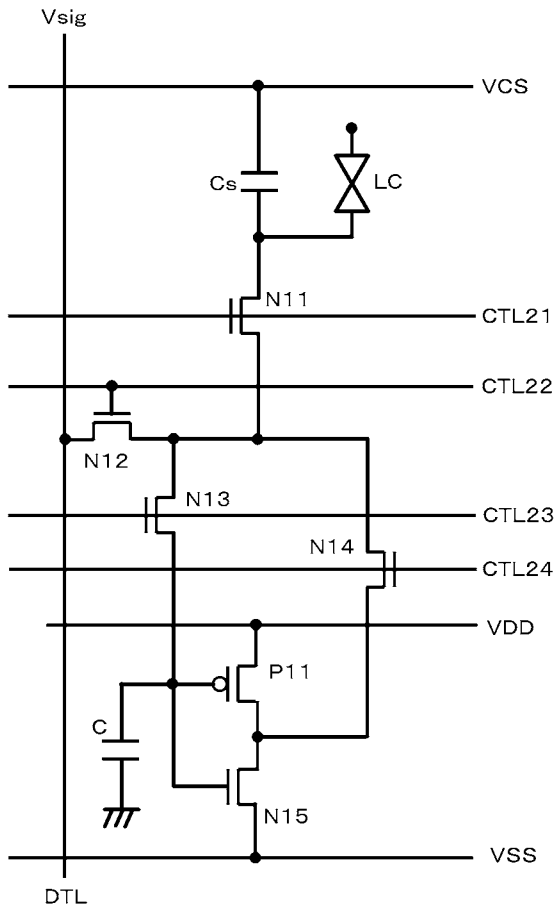 Vsig
VCS
Cs
LC
N11
CTL21
CTL22
N12
N13
CTL23
N14
CTL24
VDD
P11
C
N15
VSS
DTL